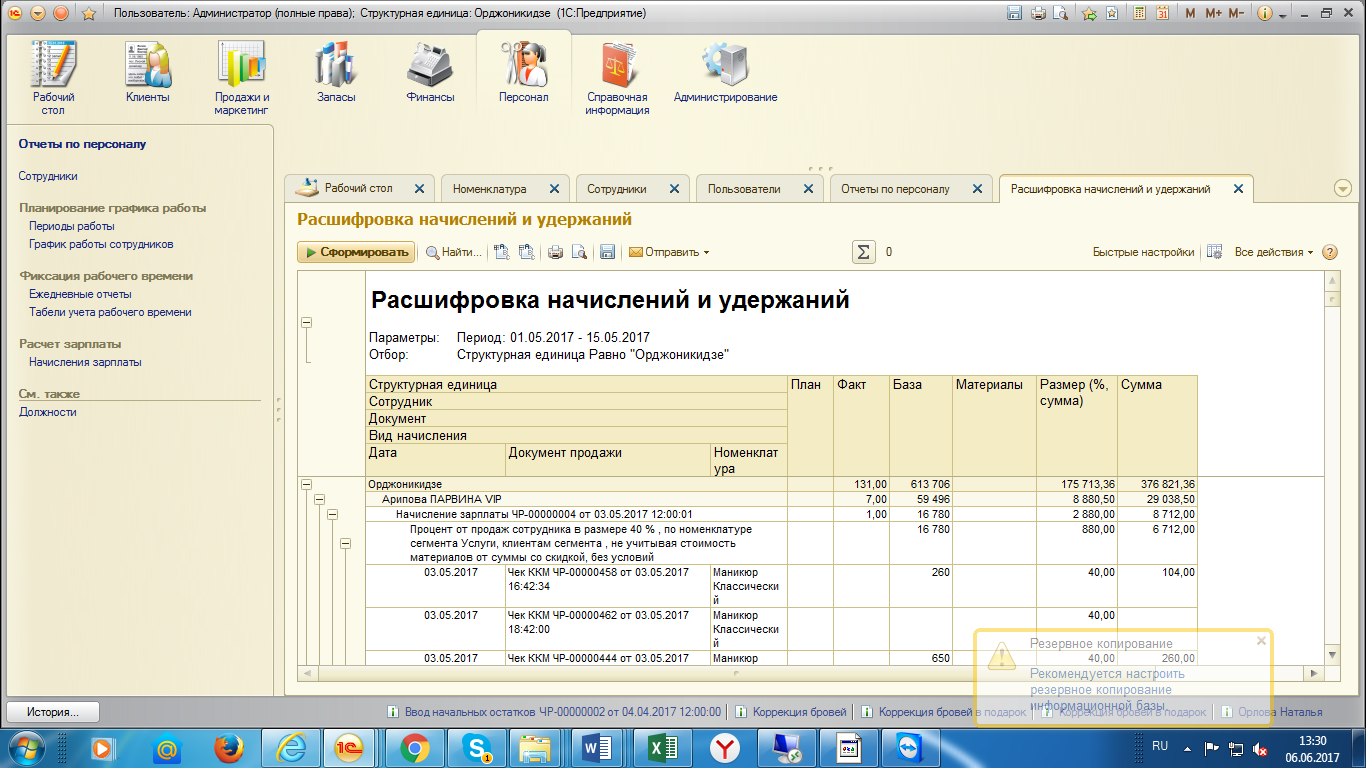 Пользователь: Администратор (полные права); Структурная единица: Орджоникидзе (1С:Предприятие)
M M+ M-
Рабочий стол
Клиенты
Продажи и маркетинг
Запасы
Финансы
Персонал
Справочная информация
Администрирование
Отчеты по персоналу
Сотрудники
Планирование графика работы
Периоды работы
График работы сотрудников
Фиксация рабочего времени
Ежедневные отчеты
Табели учета рабочего времени
Расчет зарплаты
Начисления зарплаты
См. также
Должности
Рабочий стол
Номенклатура
Сотрудники
Пользователи
Отчеты по персоналу
Расшифровка начислений и удержаний
Расшифровка начислений и удержаний
Сформировать Найти... Отправить Σ 0 Быстрые настройки Все действия
Расшифровка начислений и удержаний
Параметры: Период: 01.05.2017 - 15.05.2017
Отбор: Структурная единица Равно "Орджоникидзе"
Структурная единица План Факт База Материалы Размер (%, сумма) Сумма
Сотрудник
Документ
Вид начисления
Дата Документ продажи Номенклат
ура
Орджоникидзе 131,00 613 706 175 713,36 376 821,36
Арипова ПАРВИНА VIP 7,00 59 496 8 880,50 29 038,50
Начисление зарплаты ЧР-00000004 от 03.05.2017 12:00:01 1,00 16 780 2 880,00 8 712,00
Процент от продаж сотрудника в размере 40 % , по номенклатуре 16 780 880,00 6 712,00
сегмента Услуги, клиентам сегмента , не учитывая стоимость
материалов от суммы со скидкой, без условий
03.05.2017 Чек ККМ ЧР-00000458 от 03.05.2017 Маникюр 260 40,00 104,00
16:42:34 Классически
й
03.05.2017 Чек ККМ ЧР-00000462 от 03.05.2017 Маникюр 40,00
18:42:00 Классически
й
03.05.2017 Чек ККМ ЧР-00000444 от 03.05.2017 Маникюр 650 40,00 260,00
Резервное копирование
Рекомендуется настроить
резервное копирование
информационной базы.
История...
Ввод начальных остатков ЧР-00000002 от 04.04.2017 12:00:00
Коррекция бровей
Коррекция бровей в подарок
Коррекция бровей в подарок
Орлова Наталья
RU
13:30
06.06.2017